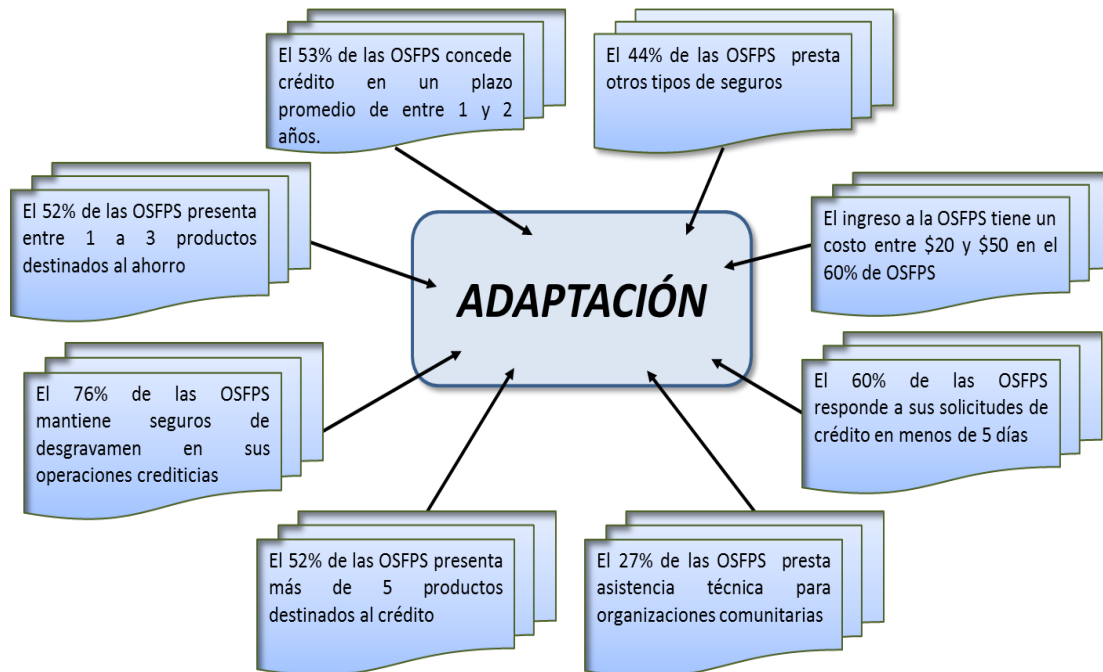 El 53% de las OSFPS concede
crédito en un plazo
promedio de entre 1 y 2
años.
El 44% de las OSFPS presta
otros tipos de seguros
El 52% de las OSFPS presenta
entre 1 a 3 productos
destinados al ahorro
El ingreso a la OSFPS tiene un
costo entre $20 y $50 en el
60% de OSFPS
ADAPTACIÓN
El 76% de las OSFPS
mantiene seguros de
desgravamen en sus
operaciones crediticias
El 60% de las OSFPS
responde a sus solicitudes de
crédito en menos de 5 días
El 52% de las OSFPS presenta
más de 5 productos
destinados al crédito
El 27% de las OSFPS presta
asistencia técnica para
organizaciones comunitarias